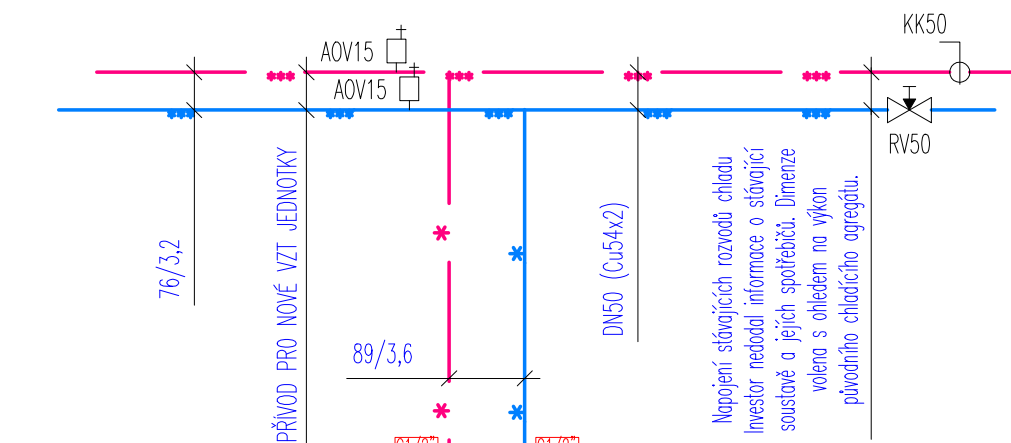 KK50
AOV15
AOV15
RV50
76/3,2
PŘÍVOD PRO NOVÉ VZT JEDNOTKY
89/3,6
DN50 (Cu54x2)
Napojení stávajících rozvodů chladu
Investor nedodal informace o stávající
soustavě a jejích spotřebičů. Dimenze
volena s ohledem na výkon
původního chladícího agregátu.